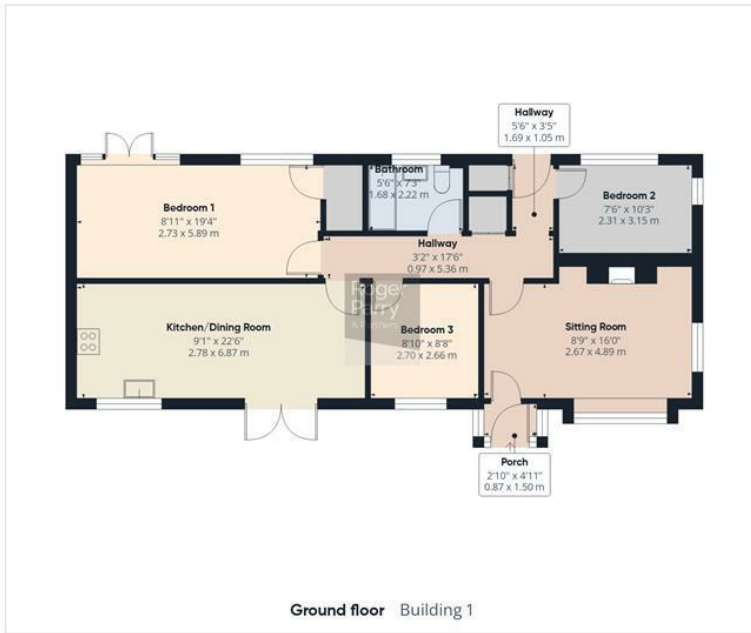 Hallway
5'6" x 3'5"
1.69 x 1.05 m
Bathroom
5'6" x 7'3"
1.68 x 2.22 m
Bedroom 1
8'11" x 19'4"
2.73 x 5.89 m
Bedroom 2
7'6" x 10'3"
2.31 x 3.15 m
Hallway
3'2" x 17'6"
0.97 x 5.36 m
Roger
Parry
& Partners
Kitchen/Dining Room
9'1" x 22'6"
2.78 x 6.87 m
Bedroom 3
8'10" x 8'8"
2.70 x 2.66 m
Sitting Room
8'9" x 16'0"
2.67 x 4.89 m
Porch
2'10" x 4'11"
0.87 x 1.50 m
Ground floor Building 1